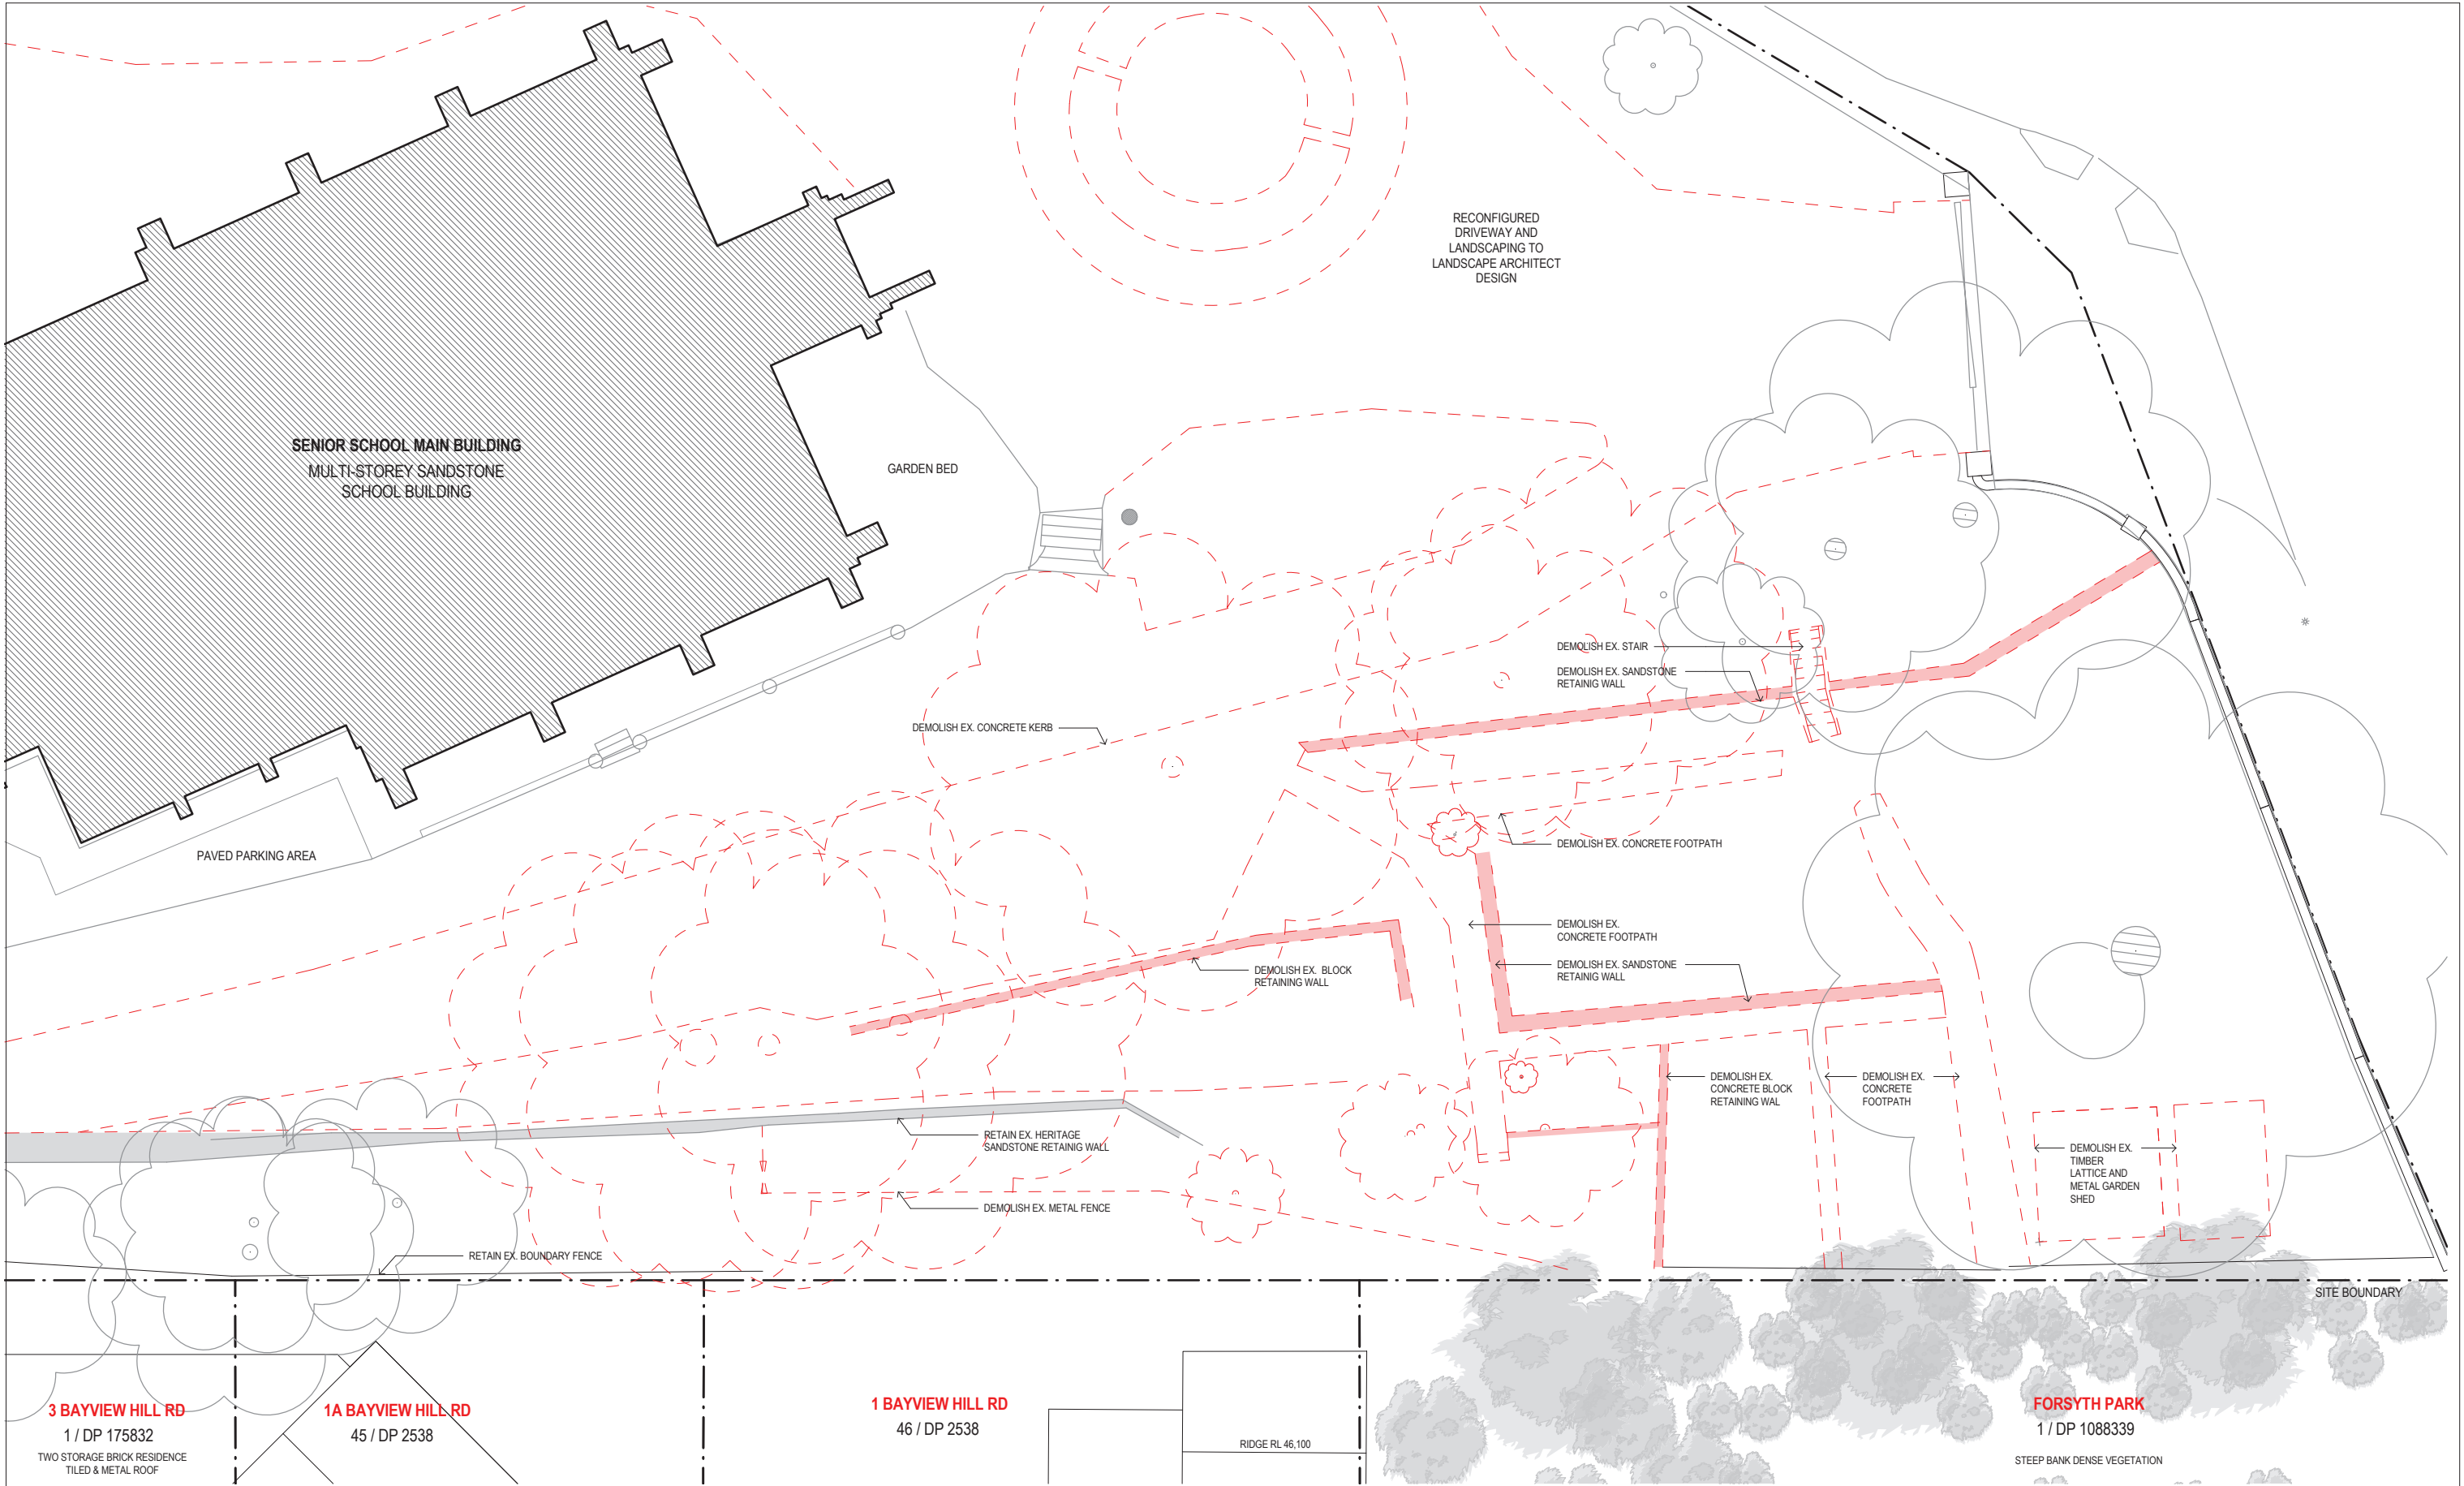 RECONFIGURED
DRIVEWAY AND
LANDSCAPING TO
LANDSCAPE ARCHITECT
DESIGN
SENIOR SCHOOL MAIN BUILDING
MULTI-STOREY SANDSTONE
SCHOOL BUILDING
GARDEN BED
DEMOLISH EX. STAIR
DEMOLISH EX. SANDSTONE
RETAINIG WALL
DEMOLISH EX. CONCRETE KERB
DEMOLISH EX. CONCRETE FOOTPATH
PAVED PARKING AREA
DEMOLISH EX.
CONCRETE FOOTPATH
DEMOLISH EX. BLOCK
RETAINING WALL
DEMOLISH EX. SANDSTONE
RETAINIG WALL
DEMOLISH EX.
CONCRETE BLOCK
RETAINING WAL
DEMOLISH EX.
CONCRETE
FOOTPATH
RETAIN EX. HERITAGE
SANDSTONE RETAINIG WALL
DEMOLISH EX.
TIMBER
LATTICE AND
METAL GARDEN
SHED
DEMOLISH EX. METAL FENCE
RETAIN EX. BOUNDARY FENCE
SITE BOUNDARY
3 BAYVIEW HILL RD
1 / DP 175832
TWO STORAGE BRICK RESIDENCE
TILED & METAL ROOF
1A BAYVIEW HILL RD
45 / DP 2538
1 BAYVIEW HILL RD
46 / DP 2538
RIDGE RL 46,100
FORSYTH PARK
1 / DP 1088339
STEEP BANK DENSE VEGETATION